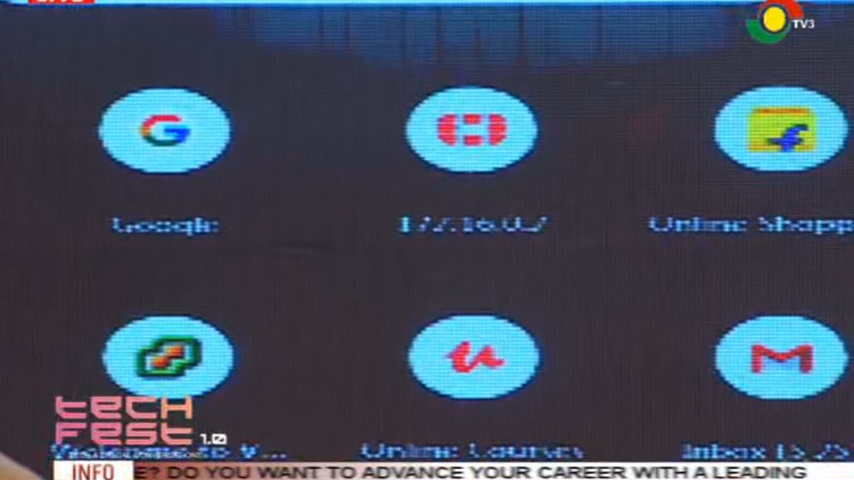 TV3
Google
172.16.0.2
Online Shopp
Online Courses
Inbox
tecH
Fest 1.0
INFO E? DO YOU WANT TO ADVANCE YOUR CAREER WITH A LEADING